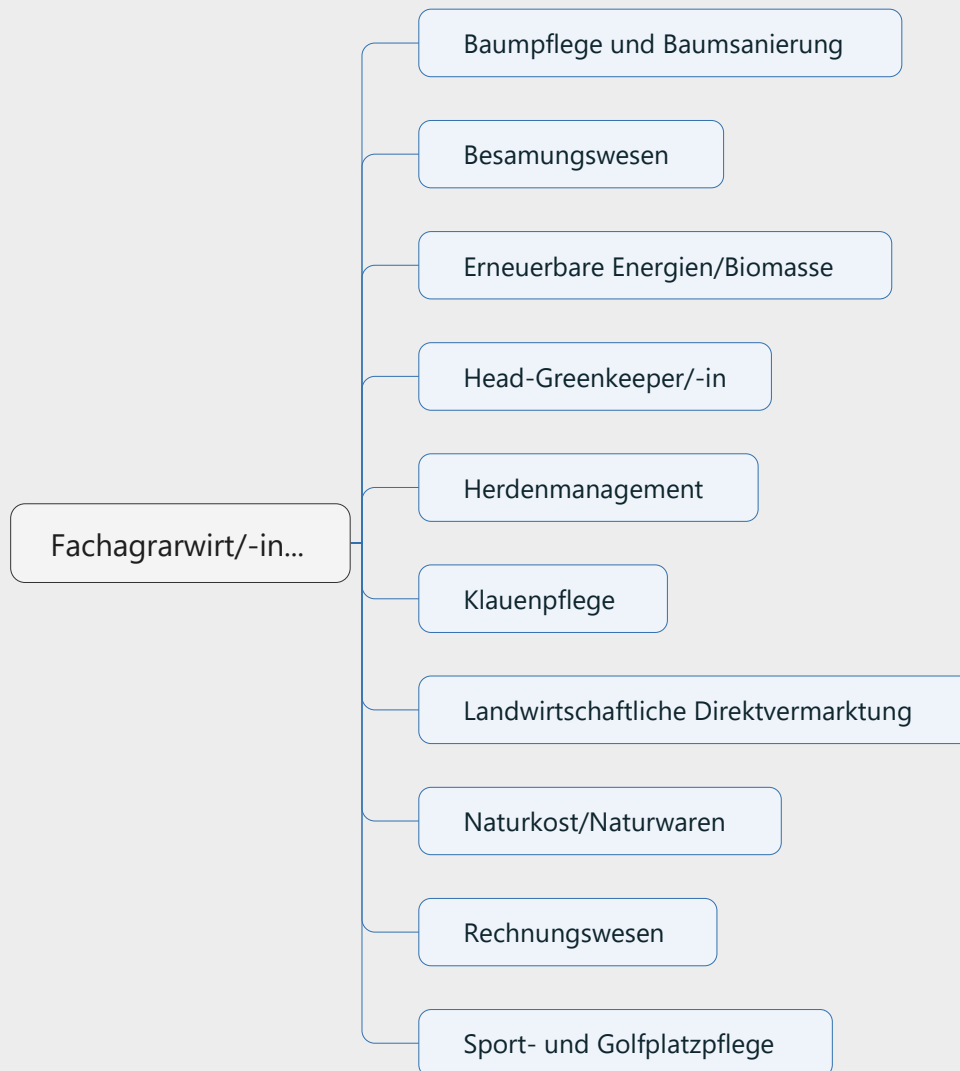 Baumpflege und Baumsanierung
Besamungswesen
Erneuerbare Energien/Biomasse
Head-Greenkeeper/-in
Herdenmanagement
Fachagrarwirt/-in...
Klauenpflege
Landwirtschaftliche Direktvermarktung
Naturkost/Naturwaren
Rechnungswesen
Sport- und Golfplatzpflege